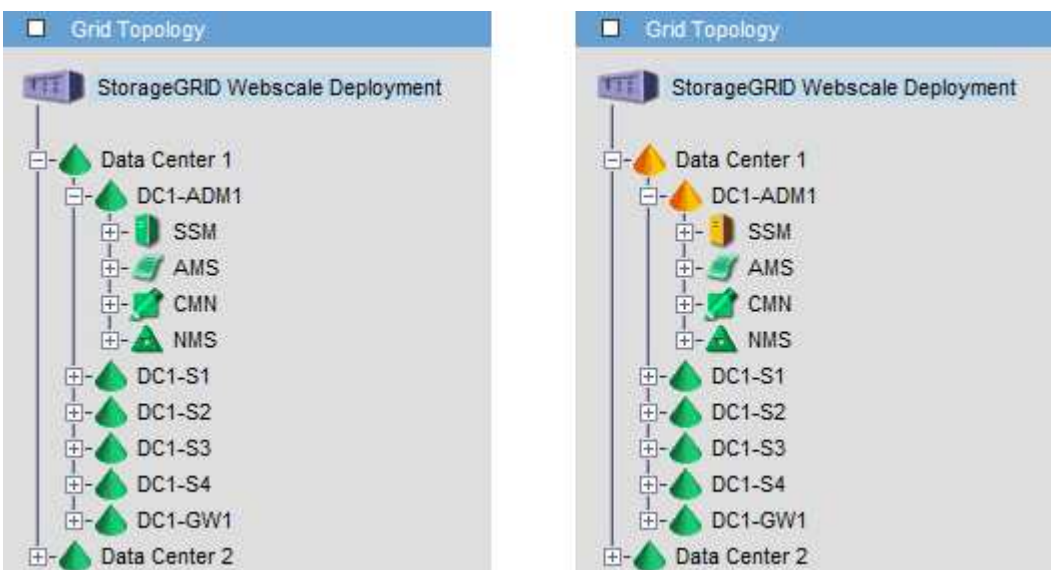 Grid Topology
StorageGRID Webscale Deployment
Data Center 1
DC1-ADM1
SSM
AMS
CMN
NMS
DC1-S1
DC1-S2
DC1-S3
DC1-S4
DC1-GW1
Data Center 2
Grid Topology
StorageGRID Webscale Deployment
Data Center 1
DC1-ADM1
SSM
AMS
CMN
NMS
DC1-S1
DC1-S2
DC1-S3
DC1-S4
DC1-GW1
Data Center 2